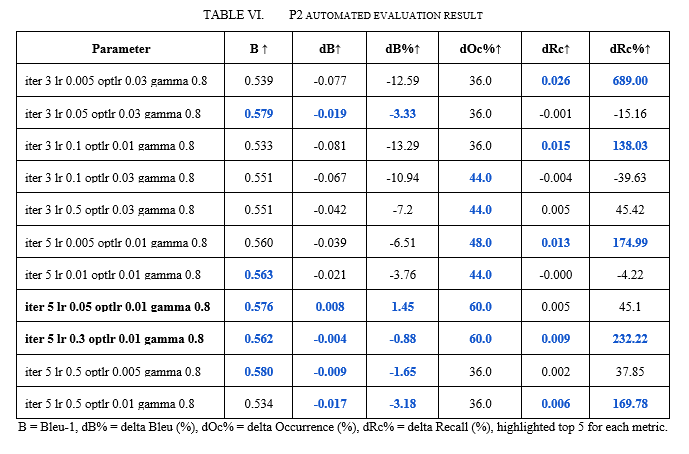 TABLE VI. P2 AUTOMATED EVALUATION RESULT
Parameter B ↑ dB↑ dB%↑ dOc%↑ dRc↑ dRc%↑
iter 3 lr 0.005 optlr 0.03 gamma 0.8 0.539 -0.077 -12.59 36.0 0.026 689.00
iter 3 lr 0.05 optlr 0.03 gamma 0.8 0.579 -0.019 -3.33 36.0 -0.001 -15.16
iter 3 lr 0.1 optlr 0.01 gamma 0.8 0.533 -0.081 -13.29 36.0 0.015 138.03
iter 3 lr 0.1 optlr 0.03 gamma 0.8 0.551 -0.067 -10.94 44.0 -0.004 -39.63
iter 3 lr 0.5 optlr 0.03 gamma 0.8 0.551 -0.042 -7.2 44.0 0.005 45.42
iter 5 lr 0.005 optlr 0.01 gamma 0.8 0.560 -0.039 -6.51 48.0 0.013 174.99
iter 5 lr 0.01 optlr 0.01 gamma 0.8 0.563 -0.021 -3.76 44.0 -0.000 -4.22
iter 5 lr 0.05 optlr 0.01 gamma 0.8 0.576 0.008 1.45 60.0 0.005 45.1
iter 5 lr 0.3 optlr 0.01 gamma 0.8 0.562 -0.004 -0.88 60.0 0.009 232.22
iter 5 lr 0.5 optlr 0.005 gamma 0.8 0.580 -0.009 -1.65 36.0 0.002 37.85
iter 5 lr 0.5 optlr 0.01 gamma 0.8 0.534 -0.017 -3.18 36.0 0.006 169.78
B = Bleu-1, dB% = delta Bleu (%), dOc% = delta Occurrence (%), dRc% = delta Recall (%), highlighted top 5 for each metric.